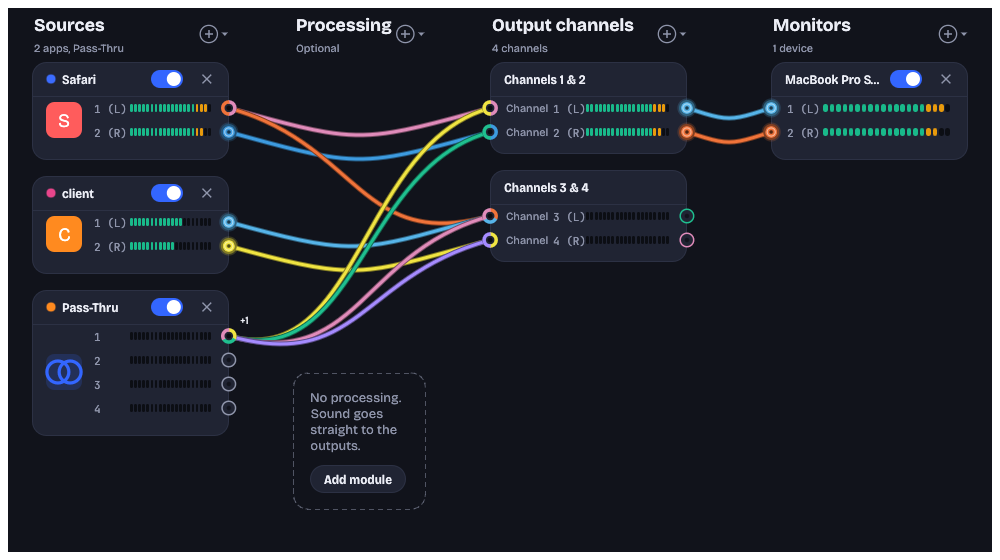 Sources
2 apps, Pass-Thru
Processing
Optional
Output channels
4 channels
Monitors
1 device
Safari
S
1 (L)
2 (R)
client
C
1 (L)
2 (R)
Pass-Thru
1
2
3
4
+1
No processing.
Sound goes
straight to the
outputs.
Add module
Channels 1 & 2
Channel 1 (L)
Channel 2 (R)
Channels 3 & 4
Channel 3 (L)
Channel 4 (R)
MacBook Pro S...
1 (L)
2 (R)